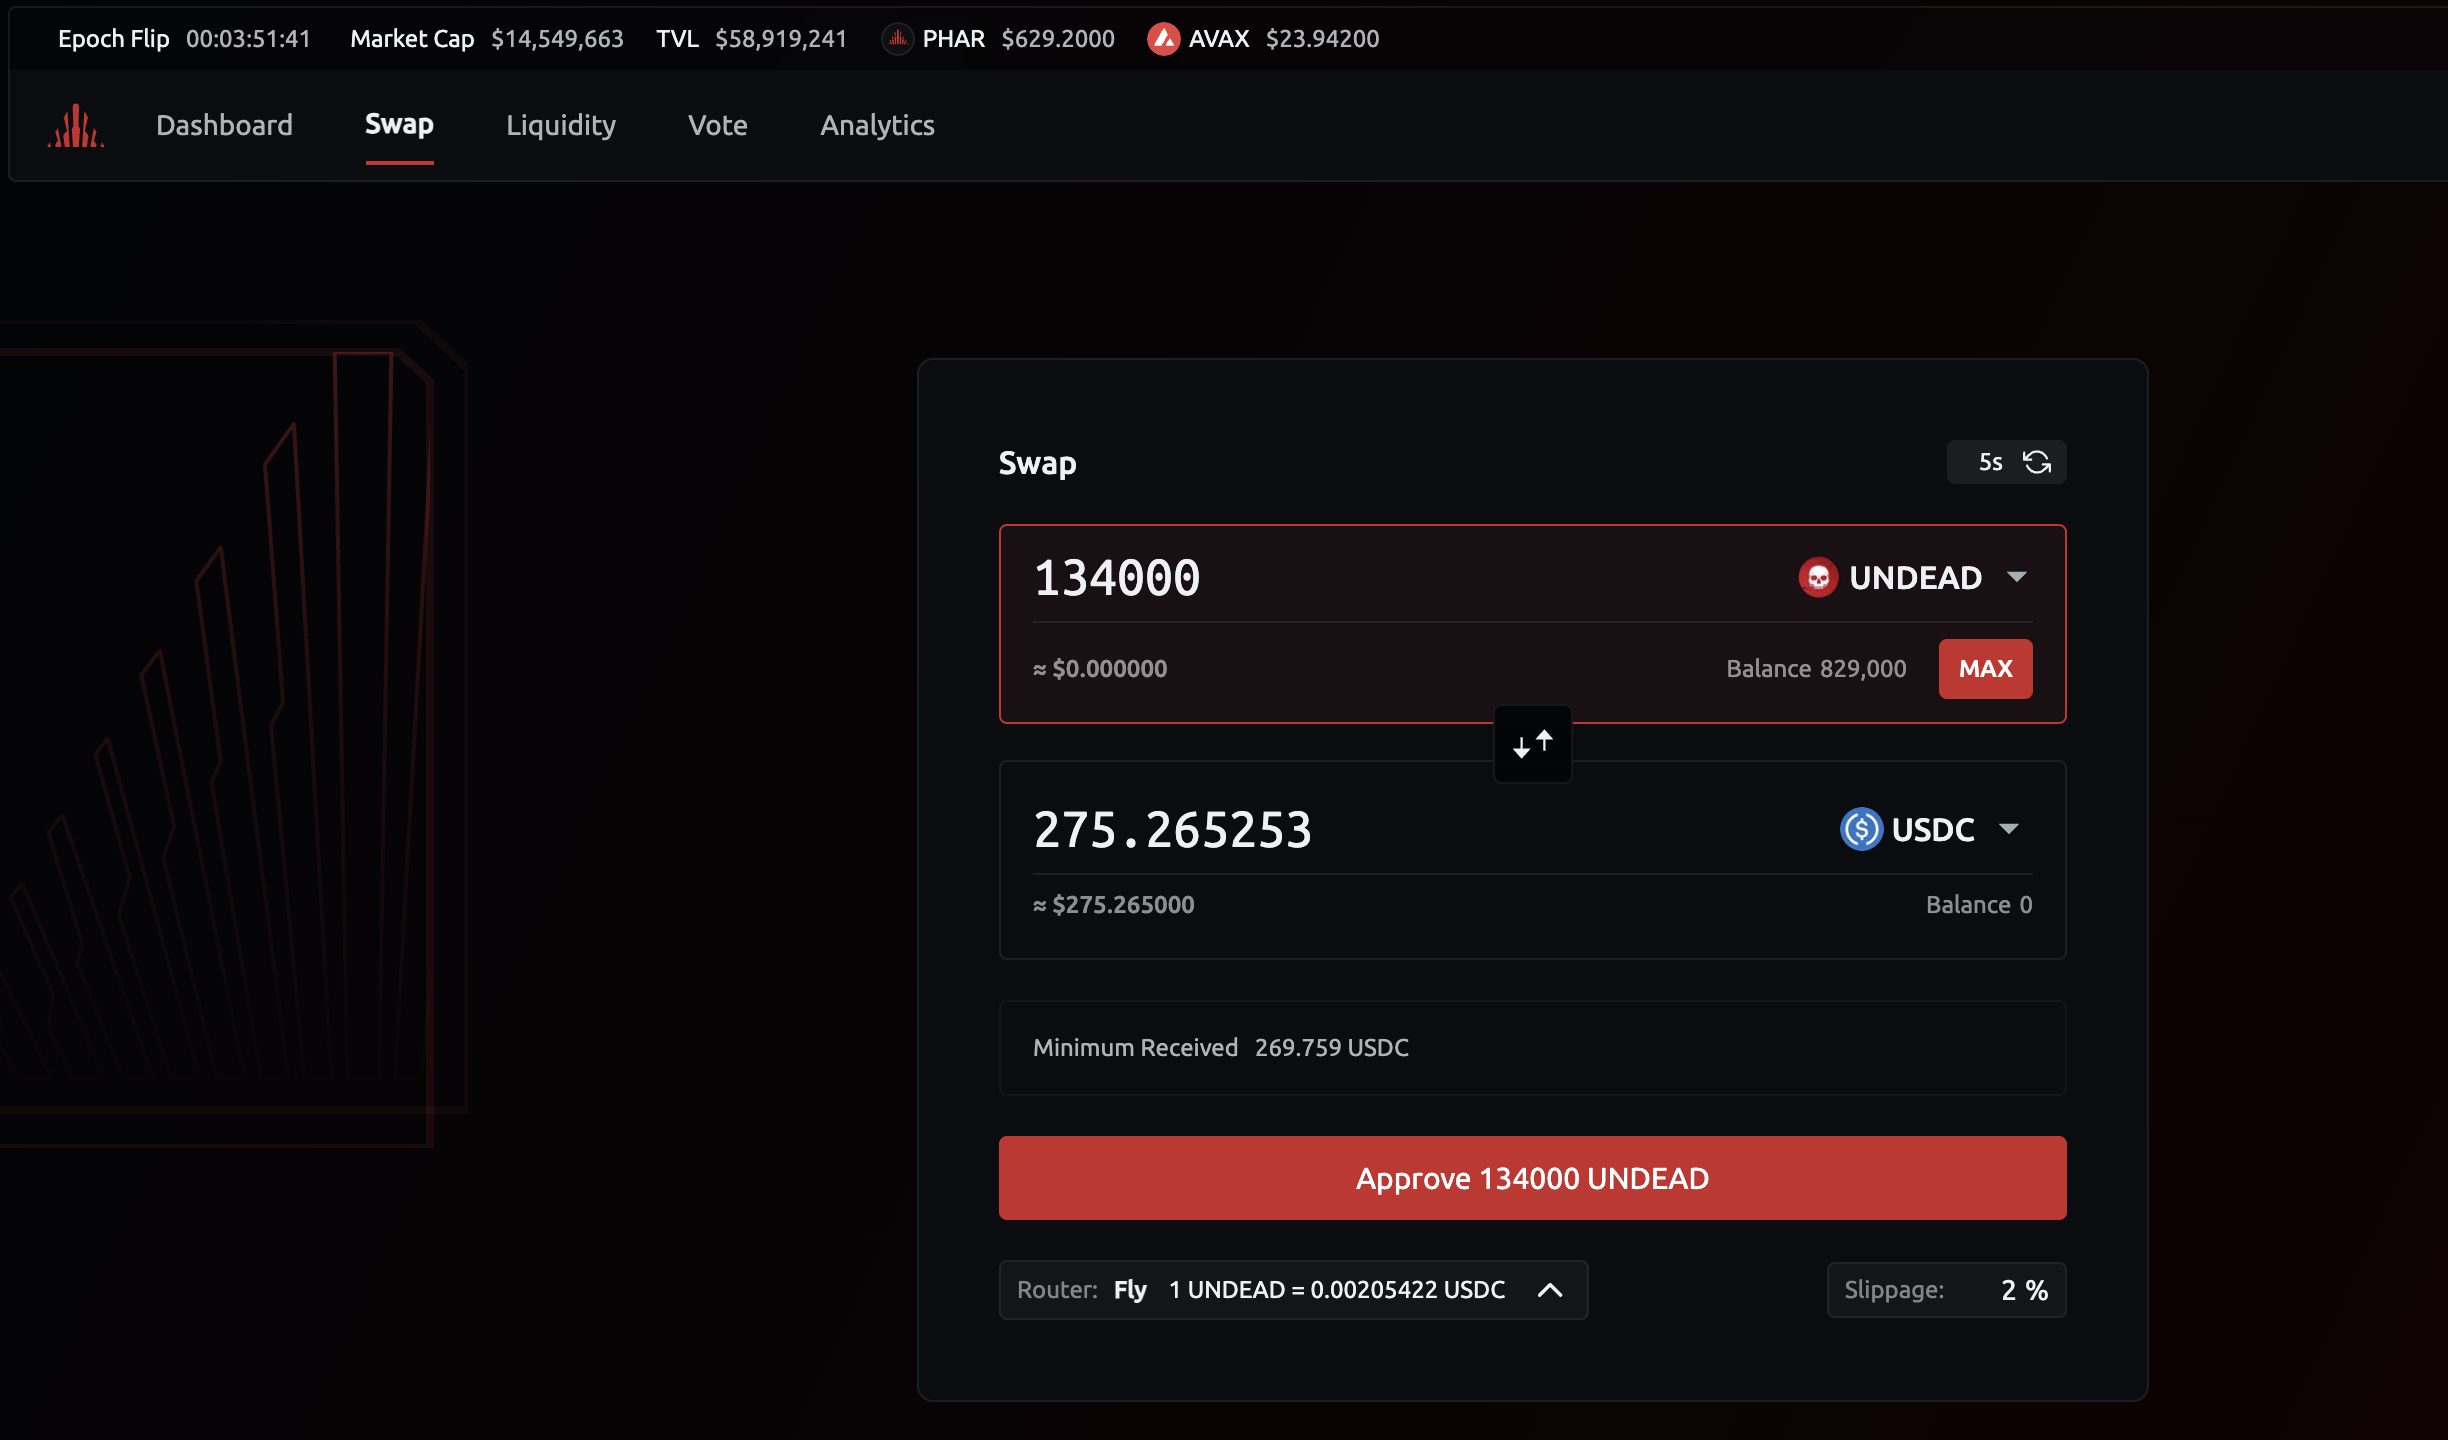 Epoch Flip 00:03:51:41 Market Cap $14,549,663 TVL $58,919,241 PHAR $629.2000 AVAX $23.94200
Dashboard Swap Liquidity Vote Analytics
Swap 5s
134000 UNDEAD
≈ $0.000000 Balance 829,000 MAX
275.265253 USDC
≈ $275.265000 Balance 0
Minimum Received 269.759 USDC
Approve 134000 UNDEAD
Router: Fly 1 UNDEAD = 0.00205422 USDC Slippage: 2 %